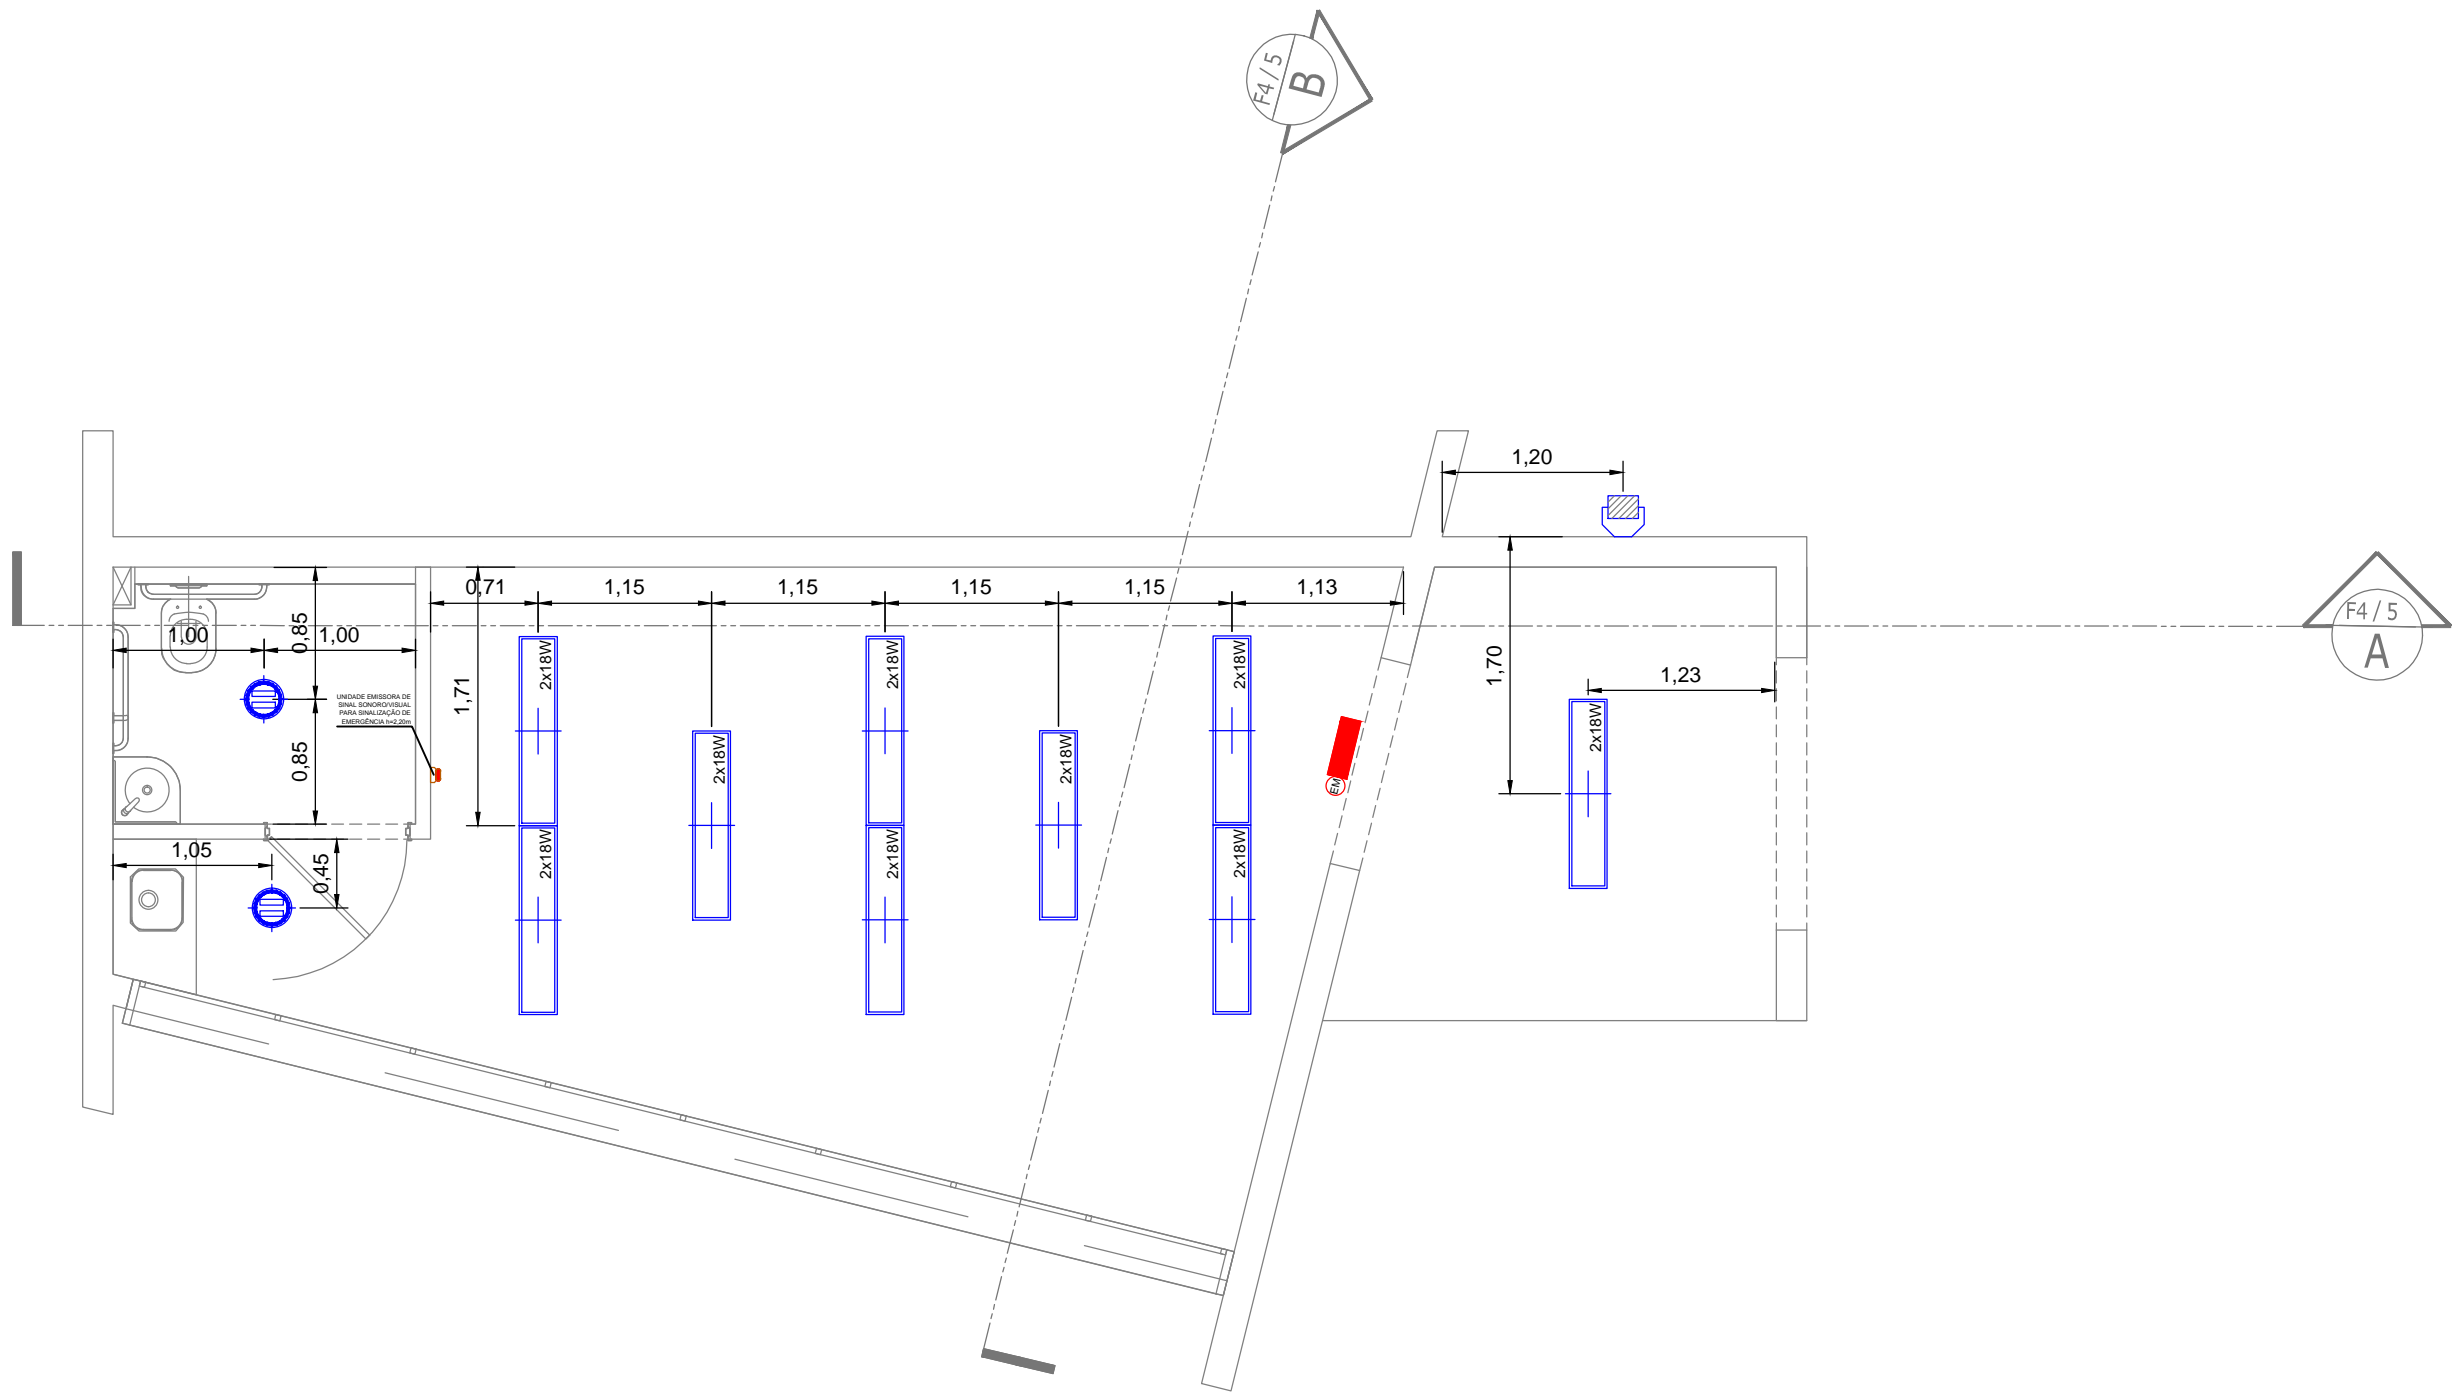 F4 / 5
B
1,20
0,71
1,15
1,15
1,15
1,15
1,13
F4 / 5
A
1,00
1,00
0,85
0,85
1,71
1,70
1,23
UNIDADE EMISSORA DE
SINAL SONORO/VISUAL
PARA SINALIZAÇÃO DE
EMERGÊNCIA h=2,20m
2x18W
2x18W
2x18W
2x18W
2x18W
2x18W
EM
1,05
0,45
2x18W
2x18W
2x18W